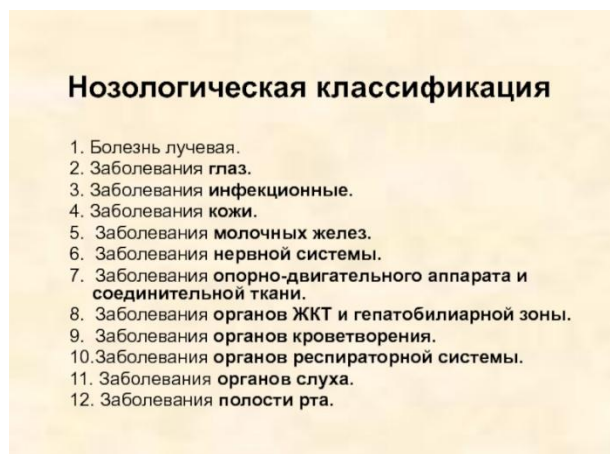 Нозологическая классификация
1. Болезнь лучевая.
2. Заболевания глаз.
3. Заболевания инфекционные.
4. Заболевания кожи.
5. Заболевания молочных желез.
6. Заболевания нервной системы.
7. Заболевания опорно-двигательного аппарата и
соединительной ткани.
8. Заболевания органов ЖКТ и гепатобилиарной зоны.
9. Заболевания органов кроветворения.
10.Заболевания органов респираторной системы.
11. Заболевания органов слуха.
12. Заболевания полости рта.